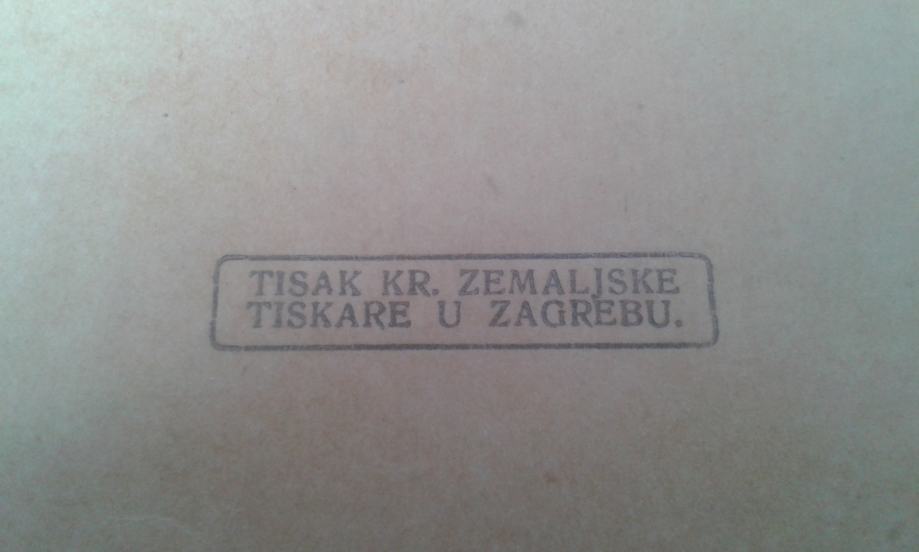 TISAK KR. ZEMALJSKE
TISKARE U ZAGREBU.